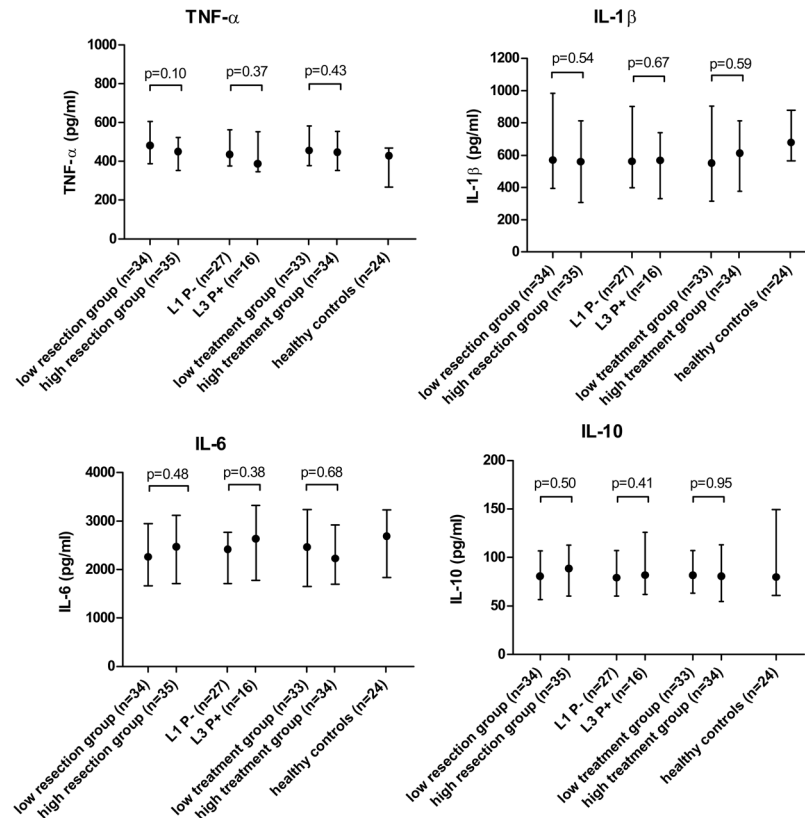 TNF-α
TNF-α (pg/ml)
1000
800
600
400
200
0
p=0.10
p=0.37
p=0.43
low resection group (n=34)
high resection group (n=35)
L1 P- (n=27)
L3 P+ (n=16)
low treatment group (n=33)
high treatment group (n=34)
healthy controls (n=24)
IL-1β
IL-1β (pg/ml)
1200
1000
800
600
400
200
0
p=0.54
p=0.67
p=0.59
low resection group (n=34)
high resection group (n=35)
L1 P- (n=27)
L3 P+ (n=16)
low treatment group (n=33)
high treatment group (n=34)
healthy controls (n=24)
IL-6
IL-6 (pg/ml)
4000
3000
2000
1000
0
p=0.48
p=0.38
p=0.68
low resection group (n=34)
high resection group (n=35)
L1 P- (n=27)
L3 P+ (n=16)
low treatment group (n=33)
high treatment group (n=34)
healthy controls (n=24)
IL-10
IL-10 (pg/ml)
200
150
100
50
0
p=0.50
p=0.41
p=0.95
low resection group (n=34)
high resection group (n=35)
L1 P- (n=27)
L3 P+ (n=16)
low treatment group (n=33)
high treatment group (n=34)
healthy controls (n=24)